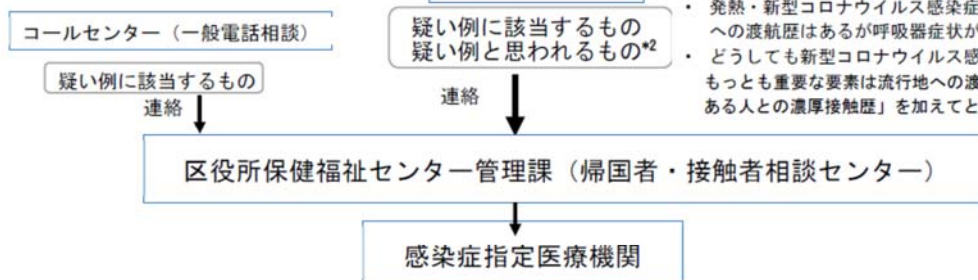 コールセンター（一般電話相談）
疑い例に該当するもの
連絡
疑い例に該当するもの
疑い例と思われるもの*2
連絡
・ 発熱・新型コロナウイルス感染症
への渡航歴はあるが呼吸器症状が
・ どうしても新型コロナウイルス感
もっとも重要な要素は流行地への渡
ある人との濃厚接触歴」を加えてと
区役所保健福祉センター管理課（帰国者・接触者相談センター）
感染症指定医療機関